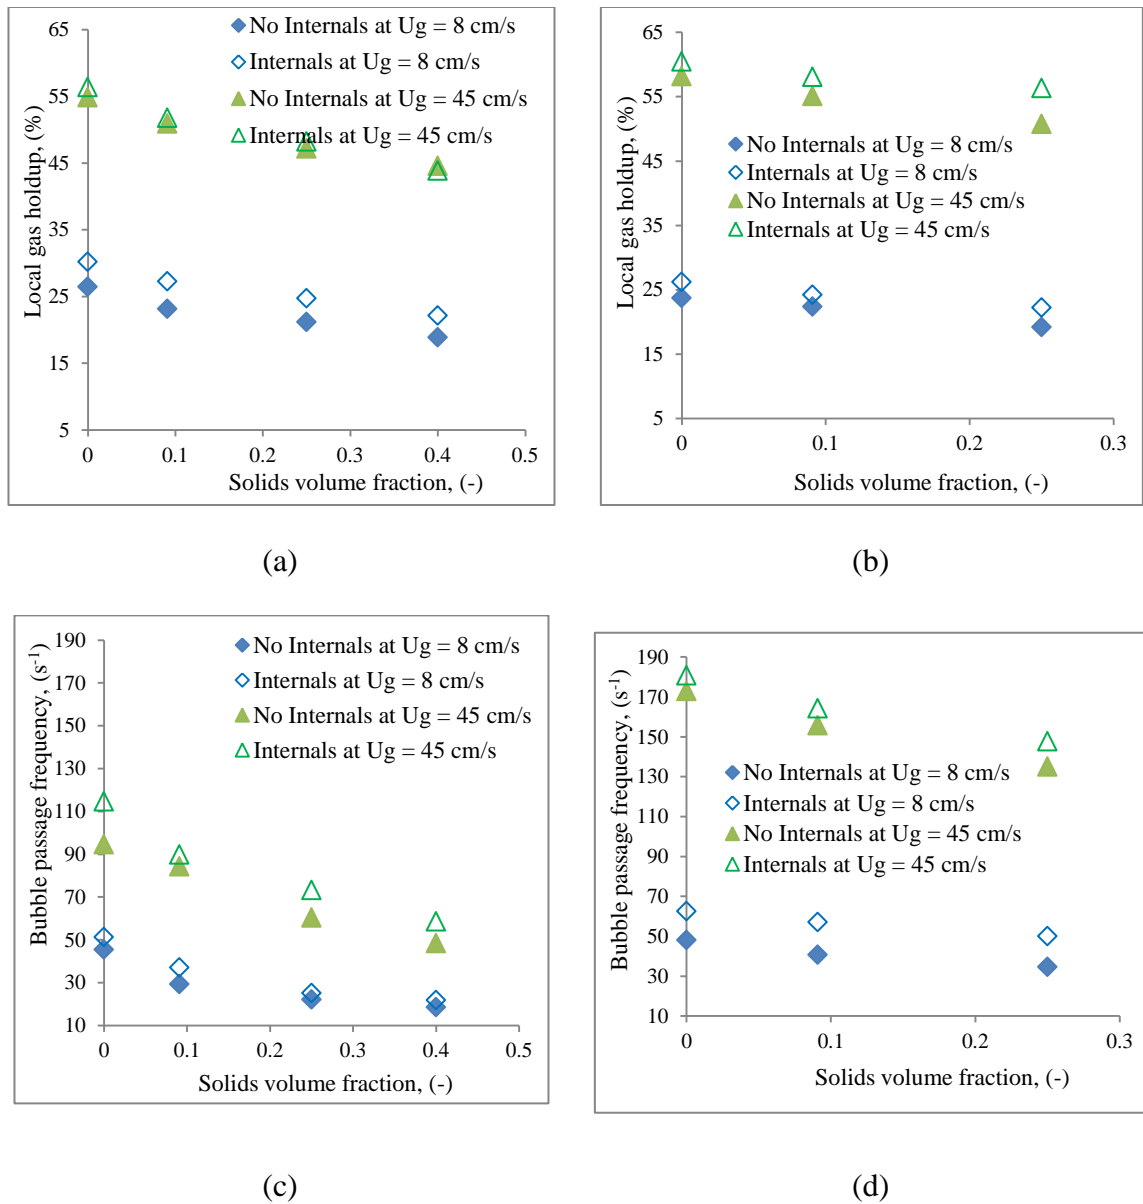 65
55
45
35
25
15
5
0
0.1
0.2
0.3
0.4
0.5
Local gas holdup, (%)
Solids volume fraction, (-)
No Internals at Ug = 8 cm/s
Internals at Ug = 8 cm/s
No Internals at Ug = 45 cm/s
Internals at Ug = 45 cm/s
(a)
65
55
45
35
25
15
5
0
0.1
0.2
0.3
Local gas holdup, (%)
Solids volume fraction, (-)
No Internals at Ug = 8 cm/s
Internals at Ug = 8 cm/s
No Internals at Ug = 45 cm/s
Internals at Ug = 45 cm/s
(b)
190
170
150
130
110
90
70
50
30
10
0
0.1
0.2
0.3
0.4
0.5
Bubble passage frequency, (s⁻¹)
Solids volume fraction, (-)
No Internals at Ug = 8 cm/s
Internals at Ug = 8 cm/s
No Internals at Ug = 45 cm/s
Internals at Ug = 45 cm/s
(c)
190
170
150
130
110
90
70
50
30
10
0
0.1
0.2
0.3
Bubble passage frequency, (s⁻¹)
Solids volume fraction, (-)
No Internals at Ug = 8 cm/s
Internals at Ug = 8 cm/s
No Internals at Ug = 45 cm/s
Internals at Ug = 45 cm/s
(d)